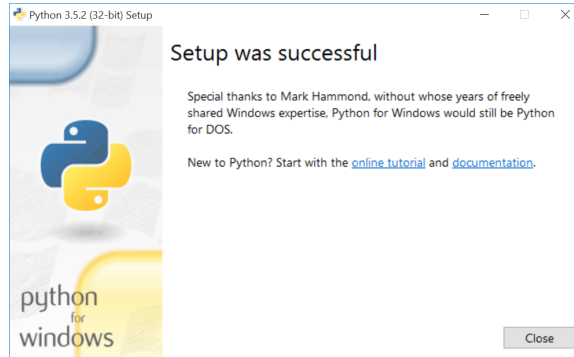 Python 3.5.2 (32-bit) Setup
Setup was successful
Special thanks to Mark Hammond, without whose years of freely
shared Windows expertise, Python for Windows would still be Python
for DOS.
New to Python? Start with the online tutorial and documentation.
python
for
windows
Close